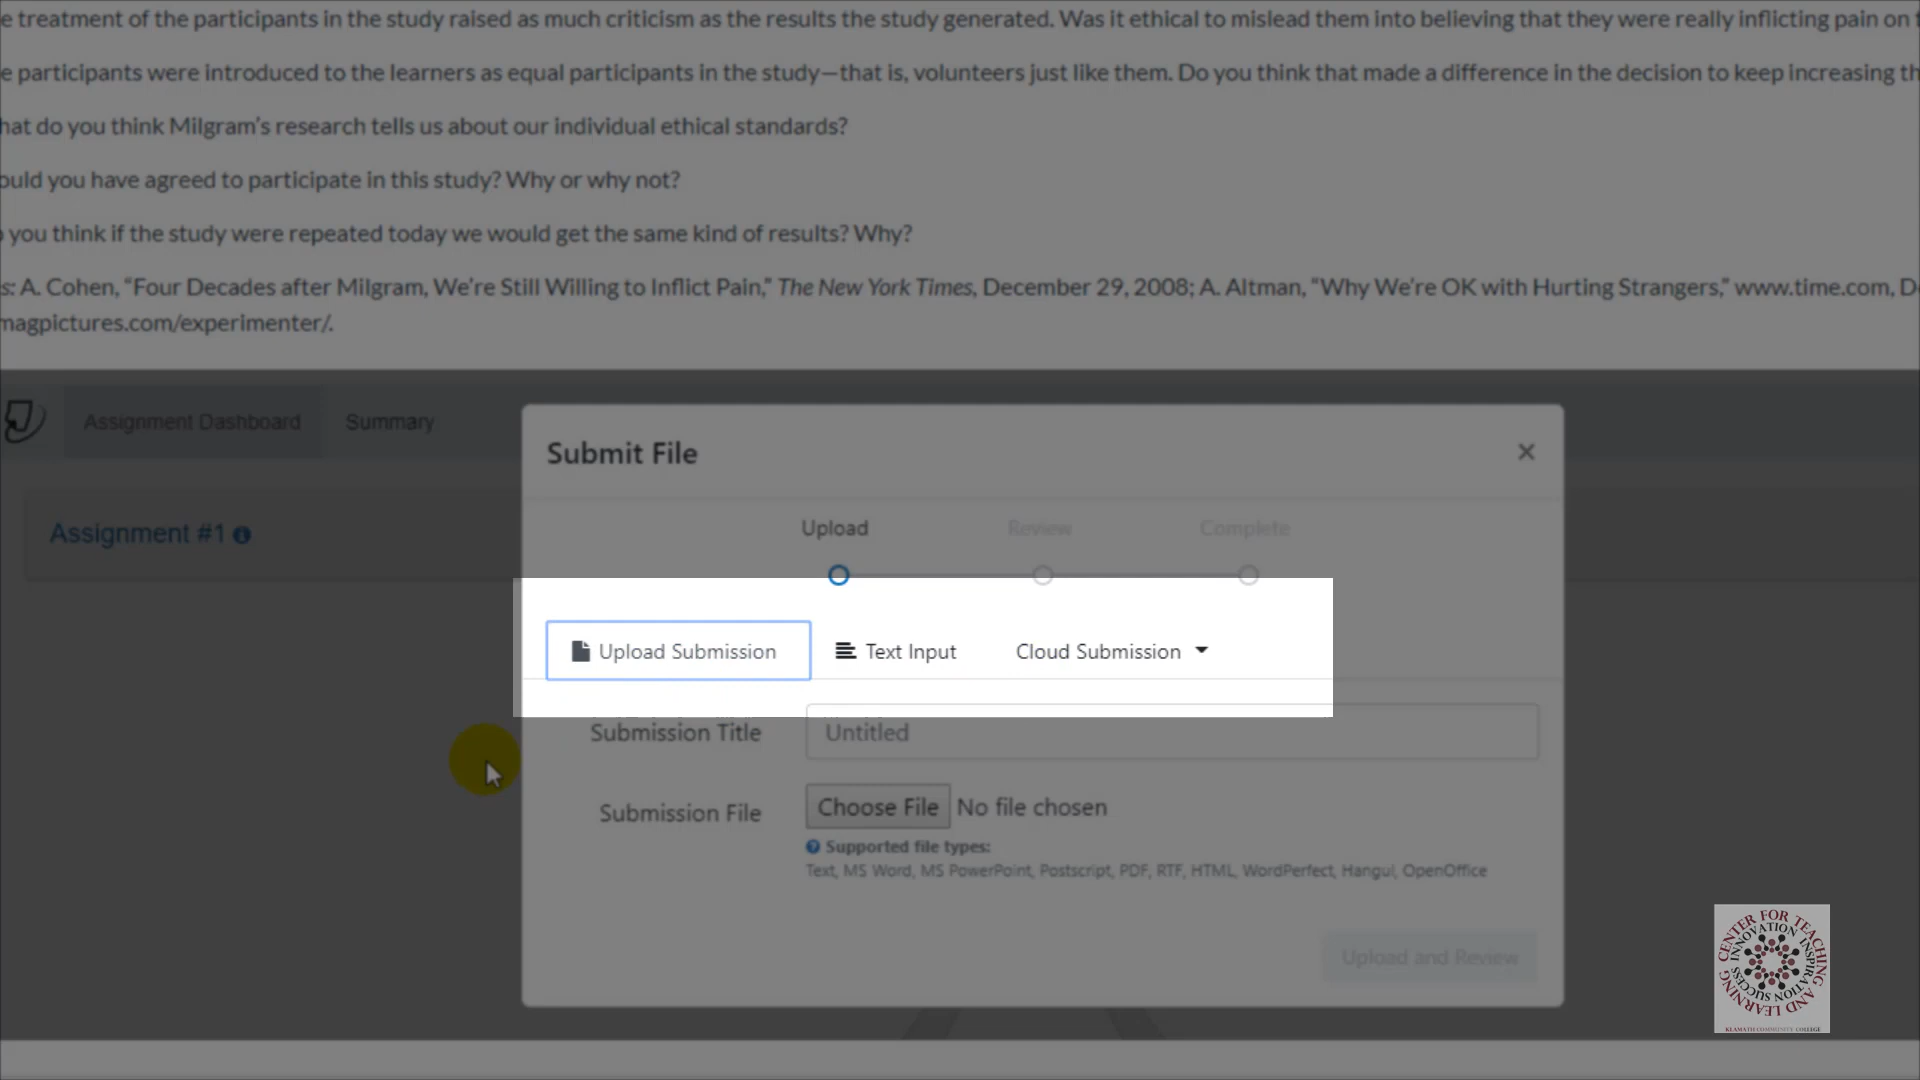 e treatment of the participants in the study raised as much criticism as the results the study generated. Was it ethical to mislead them into believing that they were really inflicting pain on
e participants were introduced to the learners as equal participants in the study—that is, volunteers just like them. Do you think that made a difference in the decision to keep increasing th
hat do you think Milgram’s research tells us about our individual ethical standards?
ould you have agreed to participate in this study? Why or why not?
you think if the study were repeated today we would get the same kind of results? Why?
s: A. Cohen, “Four Decades after Milgram, We’re Still Willing to Inflict Pain,” The New York Times, December 29, 2008; A. Altman, “Why We’re OK with Hurting Strangers,” www.time.com, D
magpictures.com/experimenter/.
Assignment Dashboard Summary
Submit File
Assignment #1
Upload Review Complete
Upload Submission Text Input Cloud Submission
Submission Title Untitled
Submission File Choose File No file chosen
Supported file types:
Text, MS Word, MS PowerPoint, Postscript, PDF, RTF, HTML, WordPerfect, Hangul, OpenOffice
Upload and Review
CENTER FOR TEACHING AND LEARNING
INNOVATION INSPIRATION SUCCESS
KLAMATH COMMUNITY COLLEGE